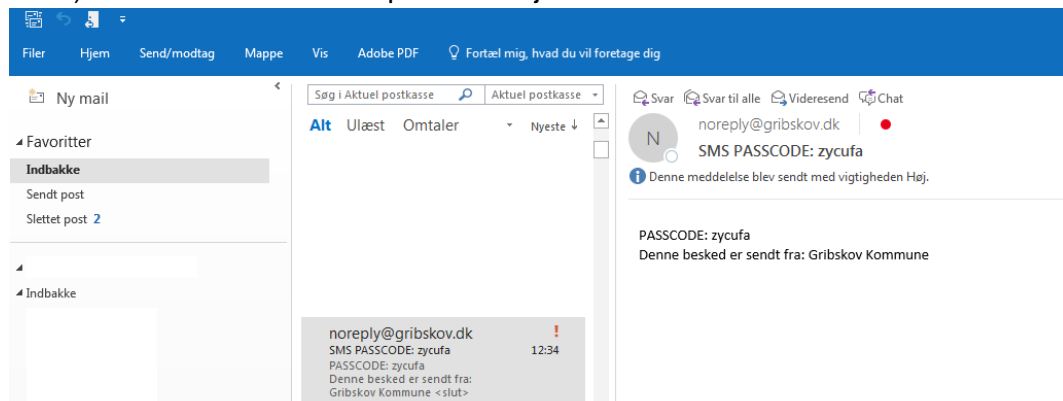 Filer Hjem Send/modtag Mappe Vis Adobe PDF Fortæl mig, hvad du vil foretage dig
Ny mail
Favoritter
Indbakke
Sendt post
Slettet post 2
Indbakke
Søg i Aktuel postkasse Aktuel postkasse
Alt Ulæst Omtaler Nyeste ↓
noreply@gribskov.dk !
SMS PASSCODE: zycufa 12:34
PASSCODE: zycufa
Denne besked er sendt fra:
Gribskov Kommune <slut>
Svar Svar til alle Videresend Chat
N
noreply@gribskov.dk
SMS PASSCODE: zycufa
Denne meddelelse blev sendt med vigtigheden Høj.
PASSCODE: zycufa
Denne besked er sendt fra: Gribskov Kommune